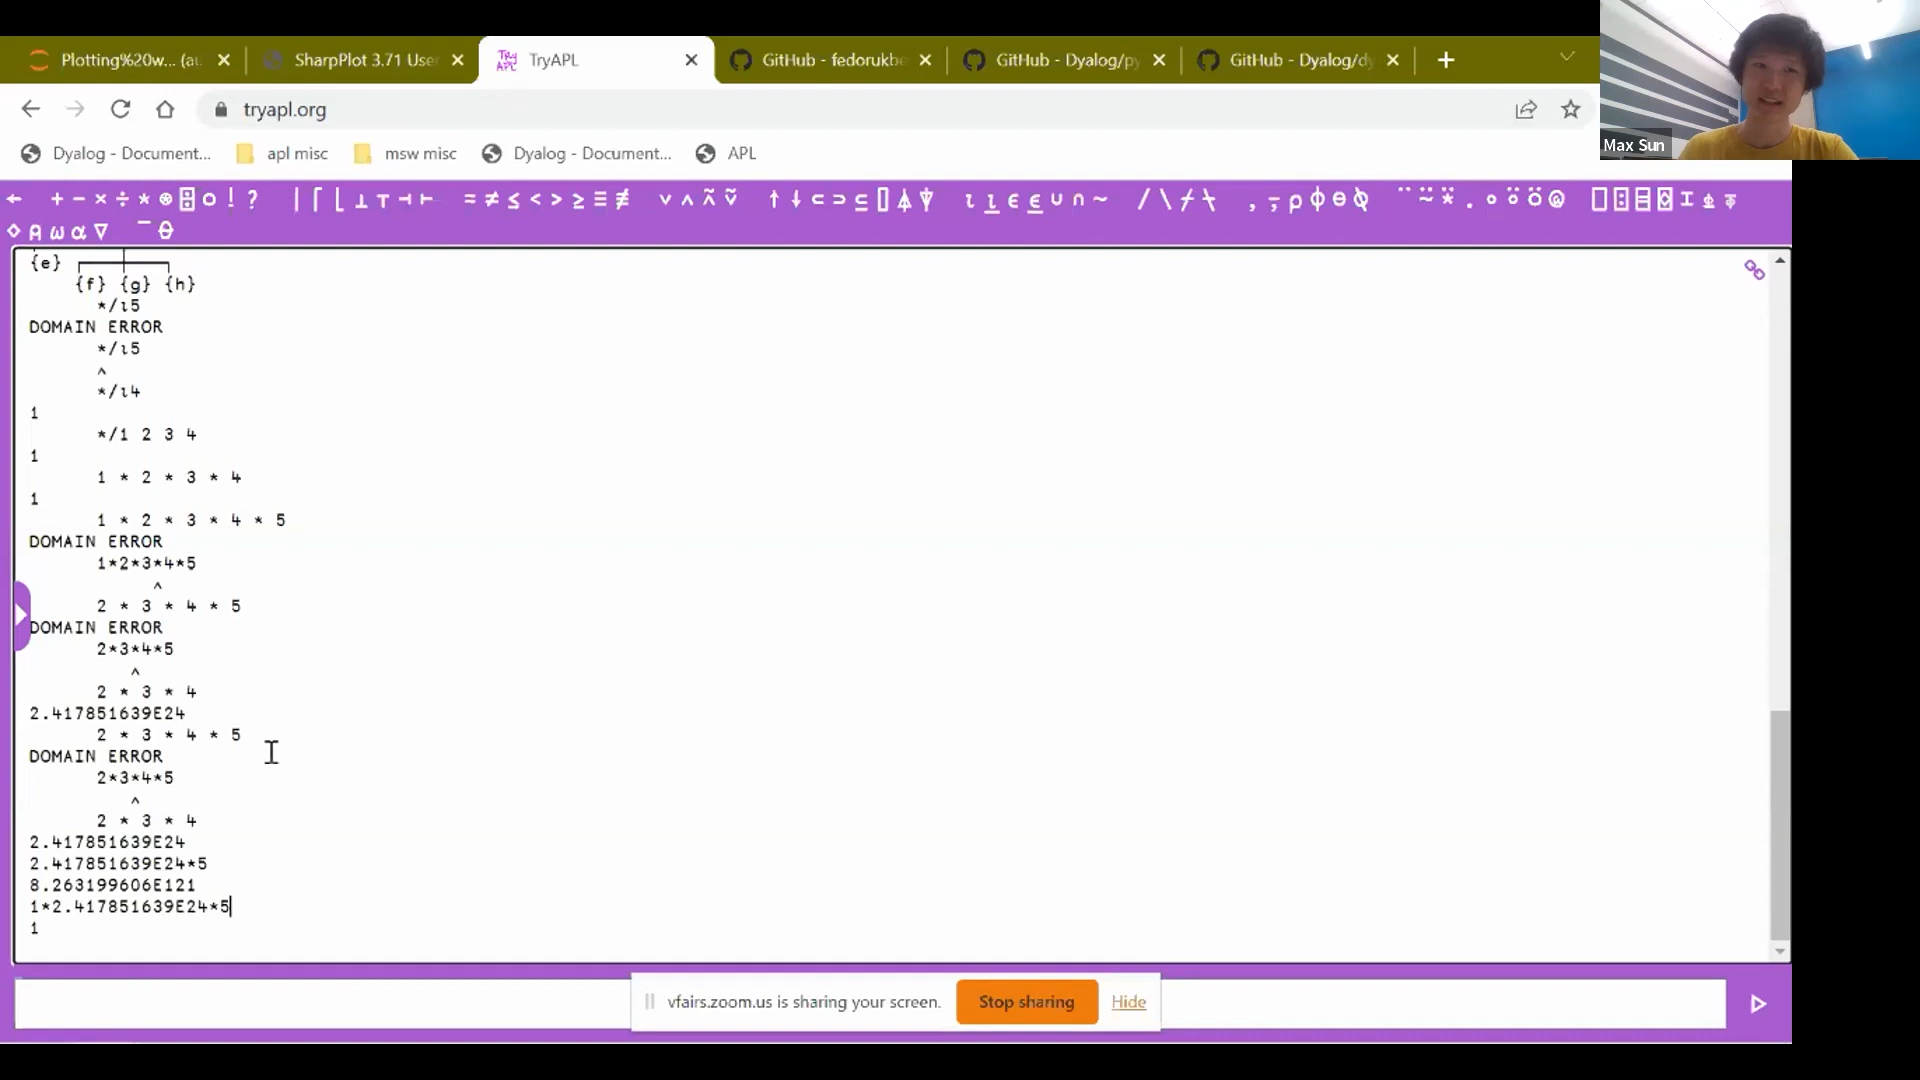 Plotting%20w... (au
SharpPlot 3.71 User
TryAPL
GitHub - fedorukbe
GitHub - Dyalog/py
GitHub - Dyalog/dy
tryapl.org
Dyalog - Document...
apl misc
msw misc
Dyalog - Document...
APL
Max Sun
{e}
{f} {g} {h}
*/⍳5
DOMAIN ERROR
*/⍳5
^
*/⍳4
1
*/1 2 3 4
1
1 * 2 * 3 * 4
1
1 * 2 * 3 * 4 * 5
DOMAIN ERROR
1*2*3*4*5
^
2 * 3 * 4 * 5
DOMAIN ERROR
2*3*4*5
^
2 * 3 * 4
2.417851639E24
2 * 3 * 4 * 5
DOMAIN ERROR
2*3*4*5
^
2 * 3 * 4
2.417851639E24
2.417851639E24*5
8.263199606E121
1*2.417851639E24*5
1
vfairs.zoom.us is sharing your screen.
Stop sharing
Hide